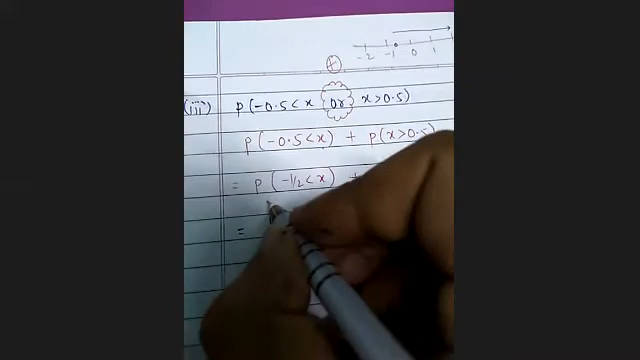 -2 -1 0 1
+
(iii) P(-0.5<x or x>0.5)
P(-0.5<x) + P(x>0.5)
= P(-1/2<x) +
=